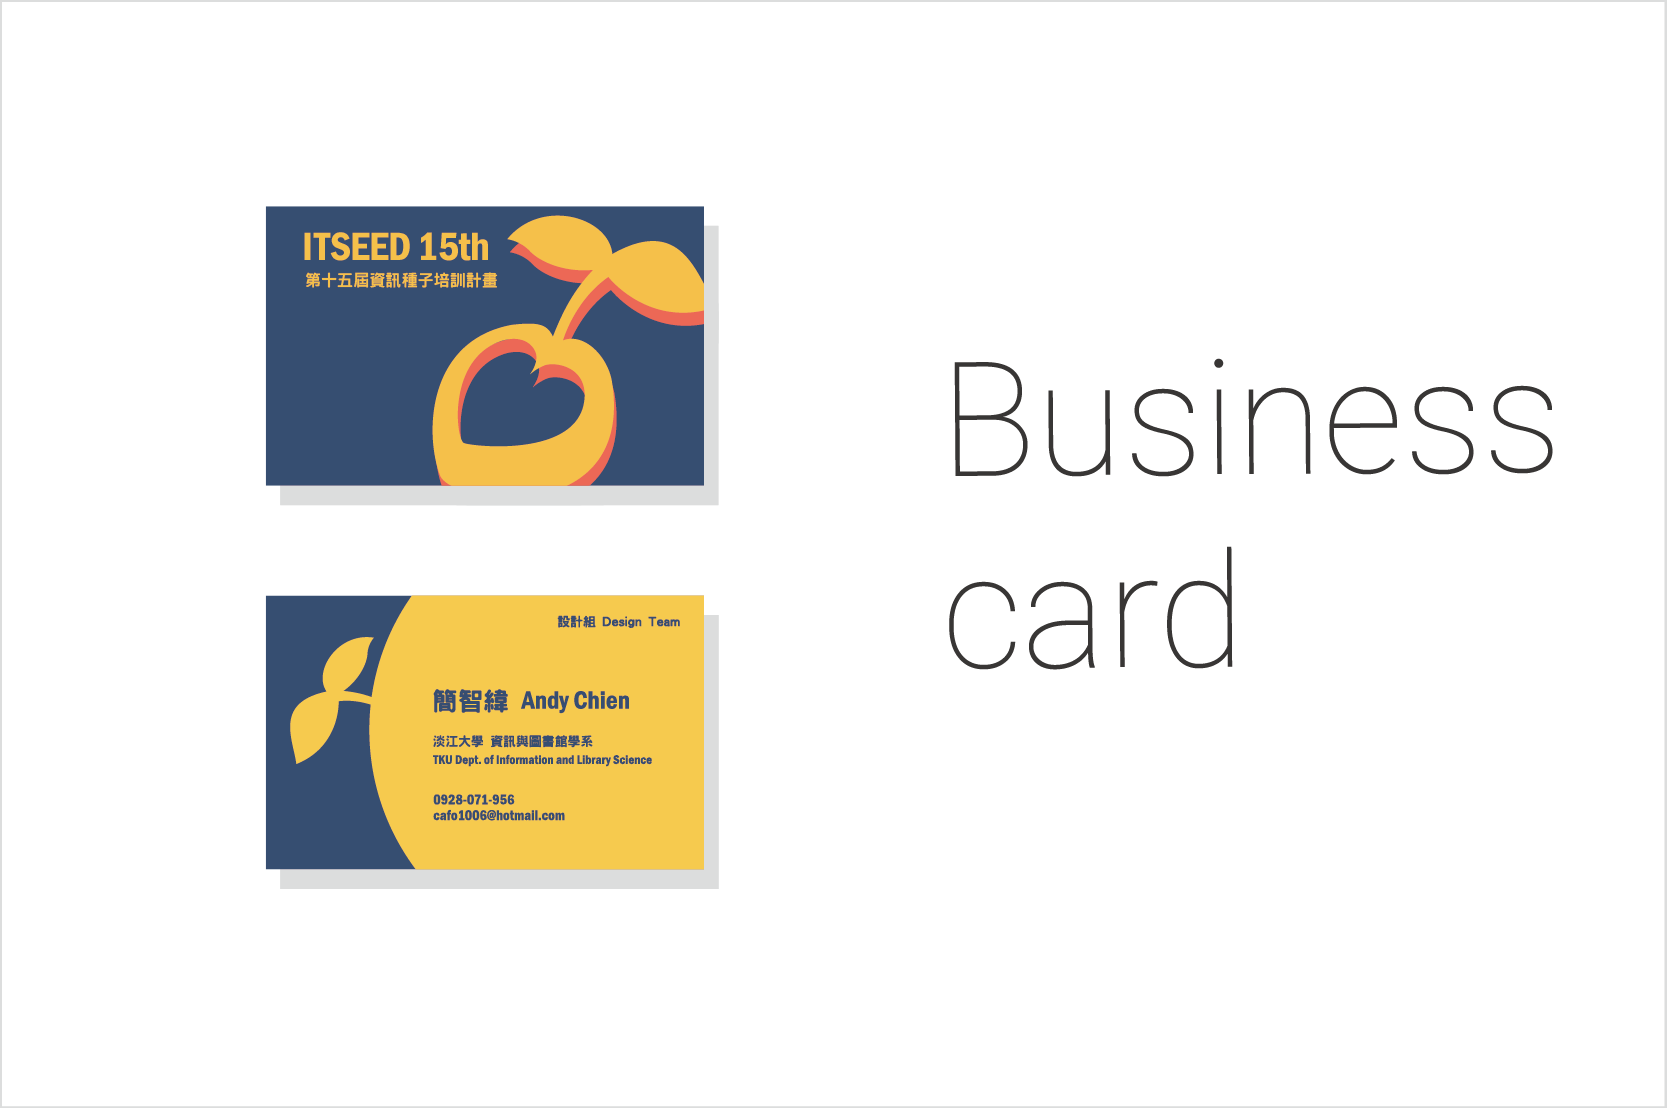 ITSEED 15th
第十五屆資訊種子培訓計畫
設計組 Design Team
簡智緯 Andy Chien
淡江大學 資訊與圖書館學系
TKU Dept. of Information and Library Science
0928-071-956
cafo1006@hotmail.com
Business
card